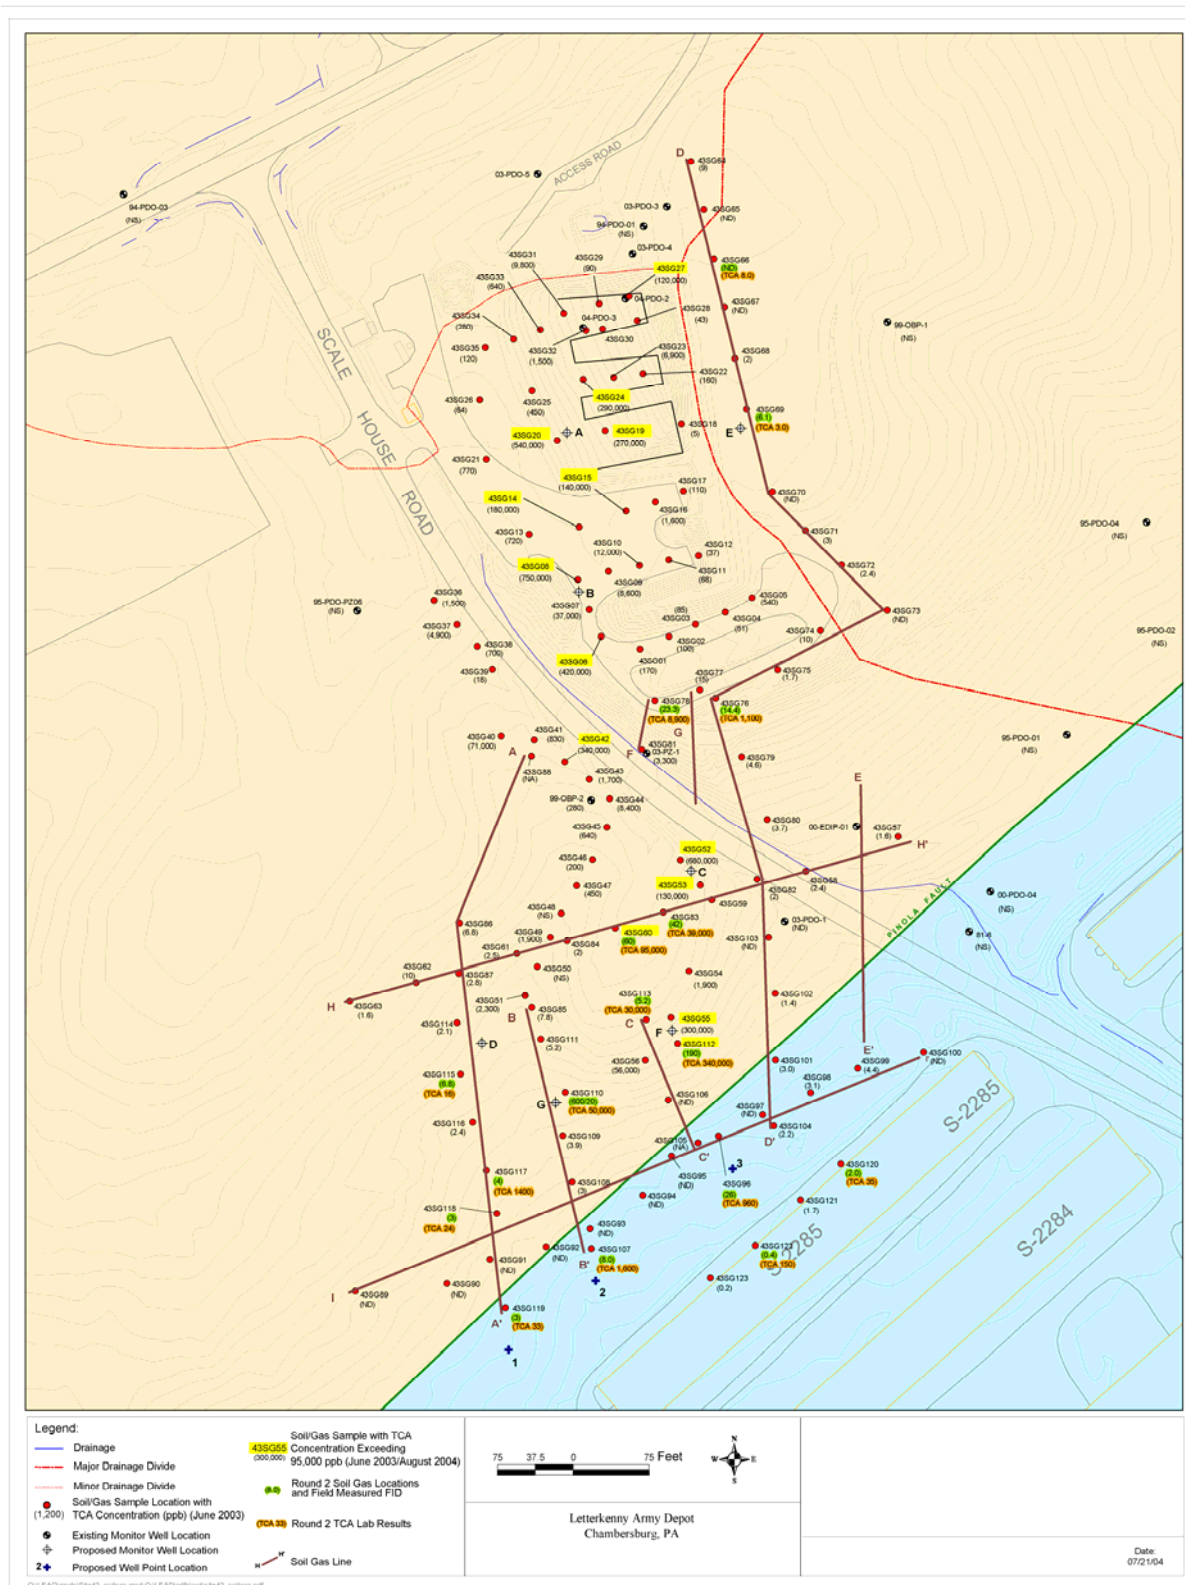 D
43SG64
(9)
03-PDO-5
ACCESS ROAD
94-PDO-03
(NS)
03-PDO-3
43SG65
(ND)
94-PDO-01
(NS)
03-PDO-4
43SG31
(9,800)
43SG29
(90)
43SG27
(120,000)
43SG66
(ND)
(TCA 8.0)
43SG33
(640)
04-PDO-2
43SG67
(ND)
43SG34
(280)
04-PDO-3
43SG28
(43)
99-OBP-1
(NS)
SCALE HOUSE ROAD
43SG35
(120)
43SG32
(1,500)
43SG30
43SG23
(6,900)
43SG68
(2)
43SG22
(160)
43SG26
(64)
43SG25
(450)
43SG24
(290,000)
43SG69
(6.1)
(TCA 3.0)
43SG20
(540,000)
A
43SG19
(270,000)
43SG18
(5)
E
43SG21
(770)
43SG15
(140,000)
43SG17
(110)
43SG70
(ND)
43SG14
(180,000)
43SG16
(1,600)
43SG13
(720)
43SG10
(12,000)
43SG12
(37)
43SG71
(3)
95-PDO-04
(NS)
43SG08
(750,000)
43SG09
(8,600)
43SG11
(68)
43SG72
(2.4)
B
95-PDO-PZ06
(NS)
43SG36
(1,500)
43SG07
(37,000)
(85)
43SG03
43SG05
(540)
43SG04
(61)
43SG73
(ND)
43SG37
(4,900)
43SG74
(10)
95-PDO-02
(NS)
43SG38
(700)
43SG02
(100)
43SG39
(18)
43SG06
(420,000)
43SG01
(170)
43SG77
(15)
43SG75
(1.7)
43SG78
(23.3)
(TCA 8,900)
43SG76
(14.4)
(TCA 1,100)
G
43SG40
(71,000)
43SG41
(830)
43SG42
(340,000)
A
F
43SG81
03-PZ-1
(3,300)
95-PDO-01
(NS)
43SG88
(NA)
43SG43
(1,700)
43SG79
(4.6)
E
99-OBP-2
(280)
43SG44
(8,400)
43SG45
(640)
43SG80
(3.7)
00-EDIP-01
43SG57
(1.6)
H'
43SG46
(200)
43SG52
(680,000)
C
43SG47
(450)
43SG53
(130,000)
43SG82
(2)
43SG58
(2.4)
PINOLA FAULT
00-PDO-04
(NS)
43SG48
(NS)
43SG59
43SG86
(6.8)
43SG83
(42)
(TCA 39,000)
03-PDO-1
(ND)
81-6
(NS)
43SG49
(1,900)
43SG84
(2)
43SG60
(60)
(TCA 95,000)
43SG103
(ND)
43SG61
(2.5)
43SG62
(10)
43SG87
(2.8)
43SG50
(NS)
43SG54
(1,900)
H
43SG63
(1.6)
43SG51
(2,300)
B
43SG85
(7.8)
43SG113
(5.2)
(TCA 30,000)
C
43SG102
(1.4)
43SG114
(2.1)
43SG55
(300,000)
F
D
43SG111
(5.2)
43SG112
(190)
(TCA 340,000)
E'
43SG100
(ND)
43SG56
(56,000)
43SG101
(3.0)
43SG99
(4.4)
43SG115
(6.8)
(TCA 16)
43SG98
(3.1)
43SG110
(600/20)
(TCA 50,000)
G
43SG106
(ND)
43SG97
(ND)
S-2285
43SG116
(2.4)
43SG109
(3.9)
43SG104
(2.2)
D'
43SG105
(NA)
C'
43SG117
(4)
(TCA 1400)
43SG95
(ND)
3
43SG120
(2.0)
(TCA 35)
43SG108
(3)
43SG96
(26)
(TCA 960)
43SG94
(ND)
43SG121
(1.7)
43SG118
(3)
(TCA 24)
43SG93
(ND)
S-2284
43SG92
(ND)
43SG107
(8.0)
(TCA 1,600)
B'
(0.4)
(TCA 150)
S-2285
43SG91
(ND)
2
43SG123
(0.2)
43SG90
(ND)
I
43SG89
(ND)
43SG119
(3)
(TCA 33)
A'
1
Legend:
Drainage
Major Drainage Divide
Minor Drainage Divide
Soil/Gas Sample Location with
(1,200) TCA Concentration (ppb) (June 2003)
Existing Monitor Well Location
Proposed Monitor Well Location
2 Proposed Well Point Location
43SG55
(300,000)
Soil/Gas Sample with TCA
Concentration Exceeding
95,000 ppb (June 2003/August 2004)
(8.0)
Round 2 Soil Gas Locations
and Field Measured FID
(TCA 33) Round 2 TCA Lab Results
H H' Soil Gas Line
75 37.5 0 75 Feet
N
W E
S
Letterkenny Army Depot
Chambersburg, PA
Date:
07/21/04